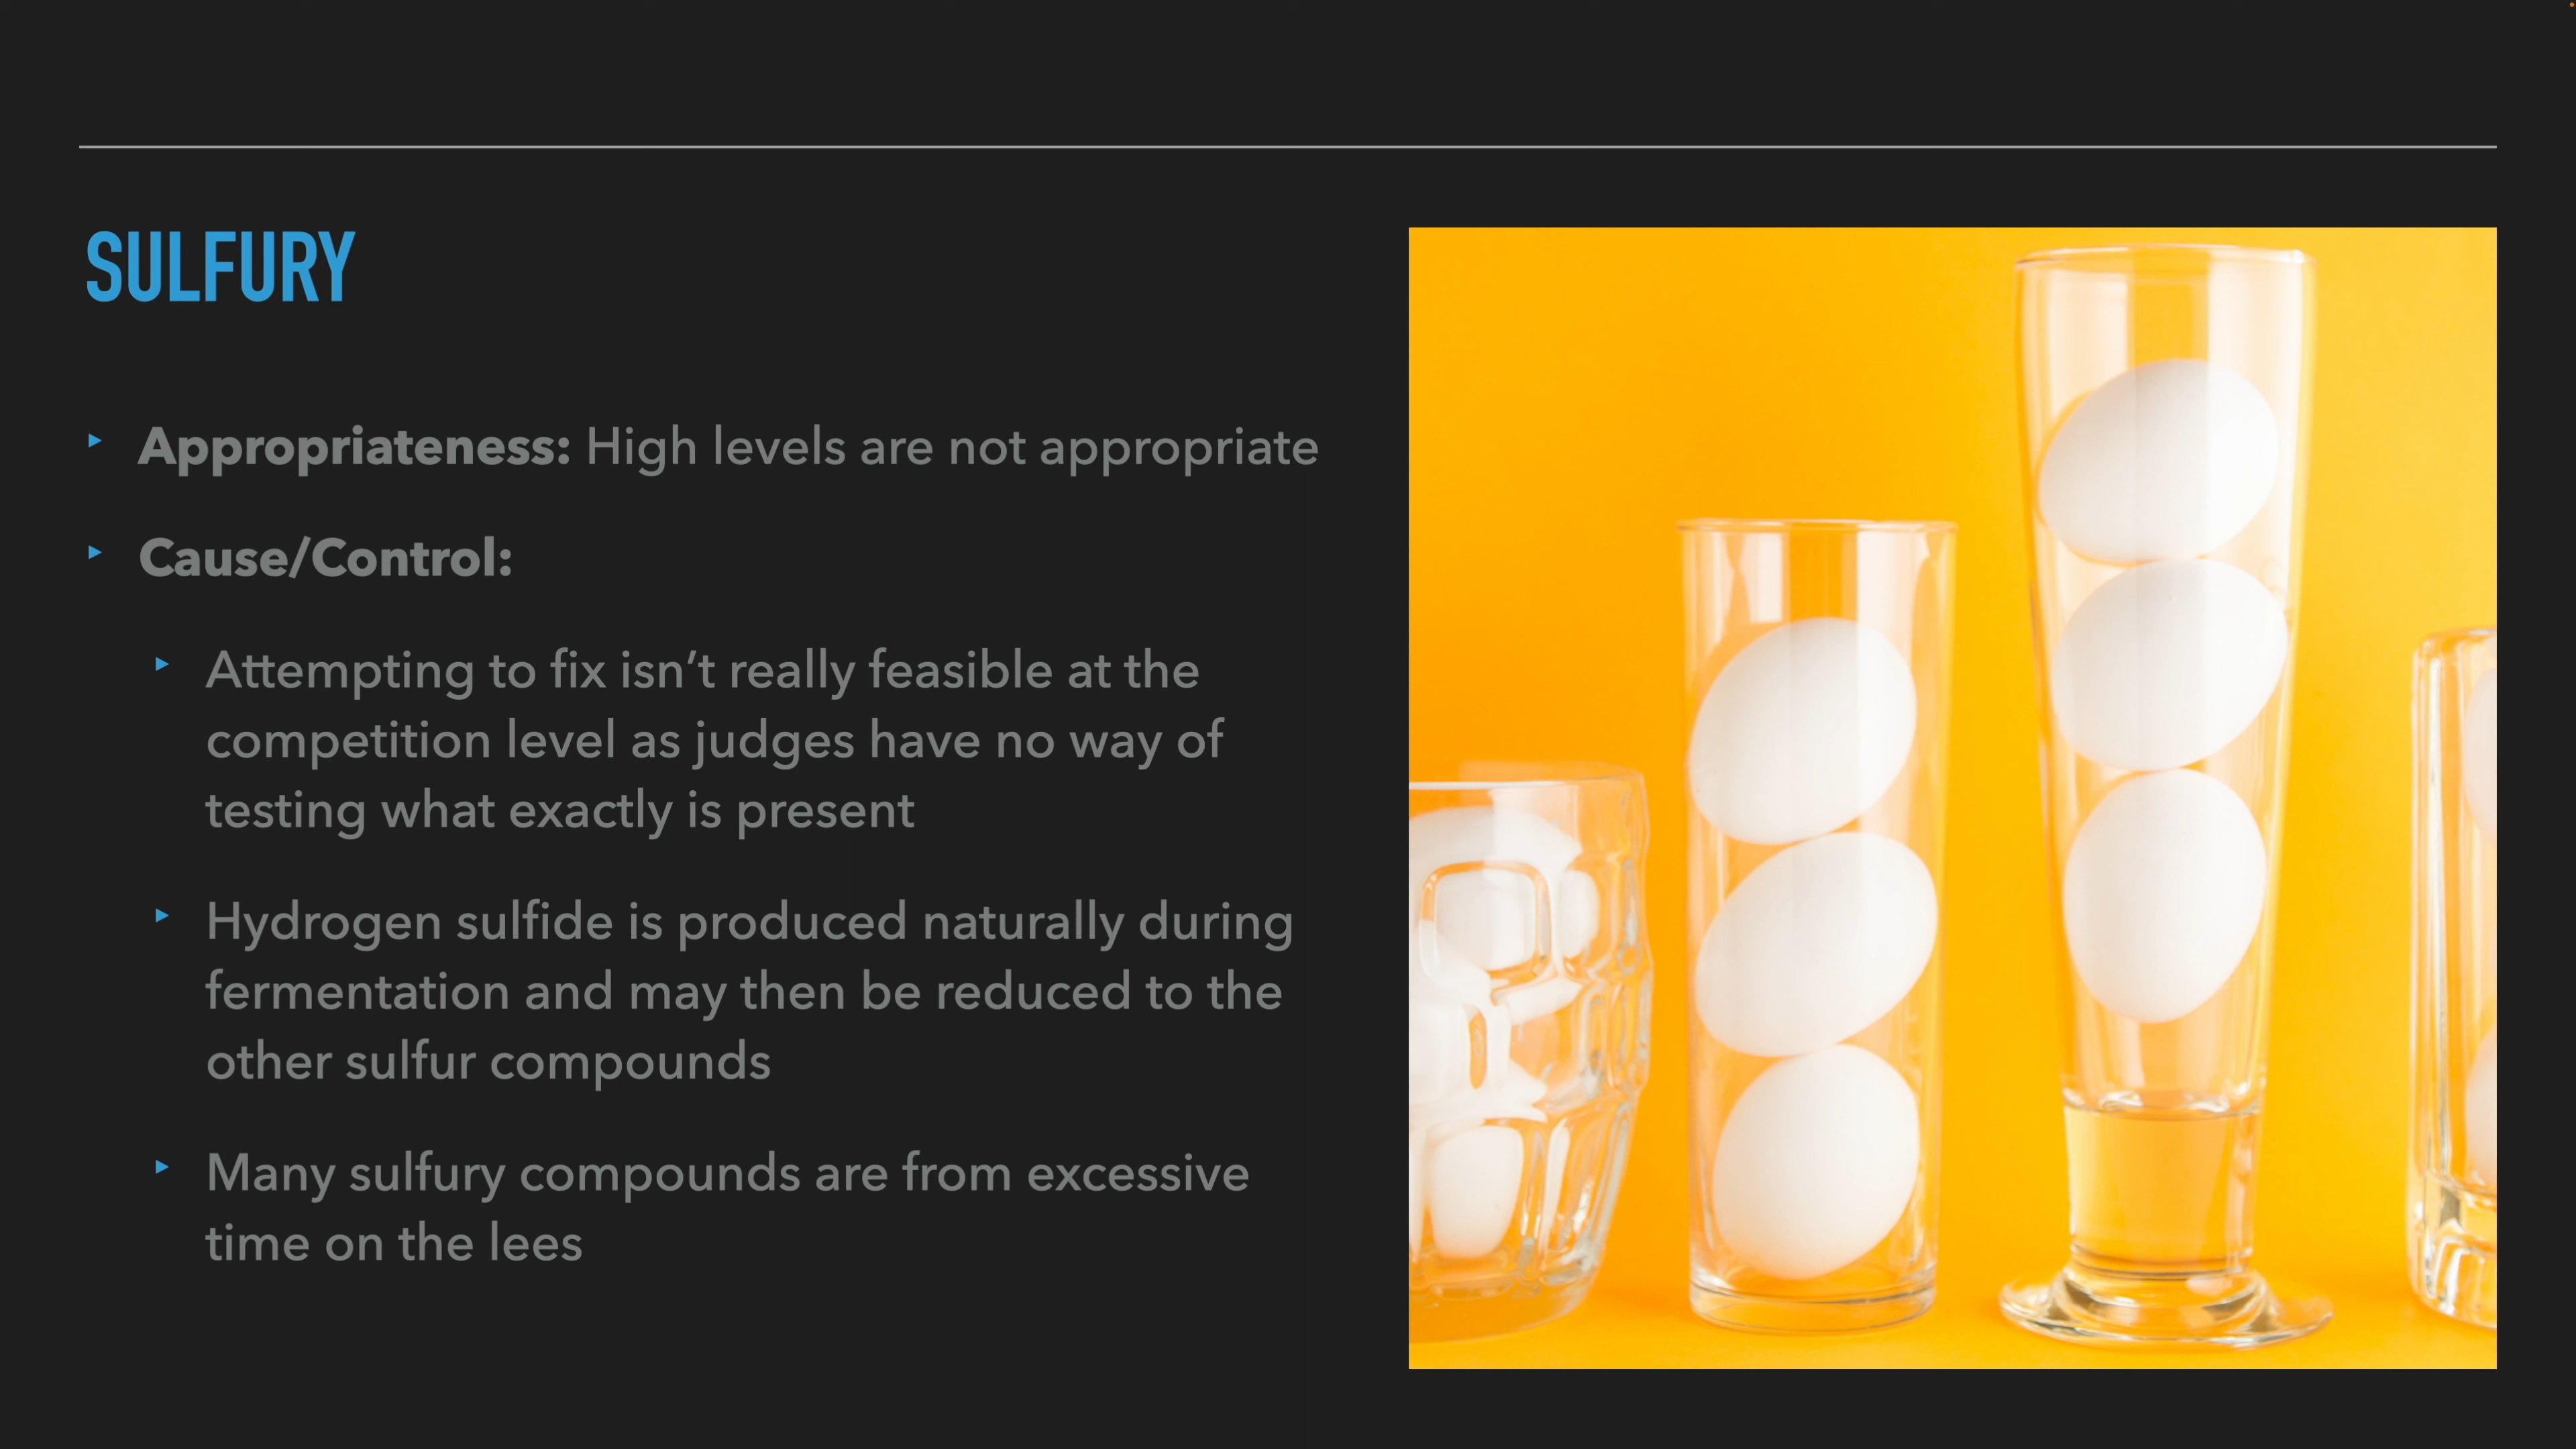 SULFURY
Appropriateness: High levels are not appropriate
Cause/Control:
Attempting to fix isn’t really feasible at the
competition level as judges have no way of
testing what exactly is present
Hydrogen sulfide is produced naturally during
fermentation and may then be reduced to the
other sulfur compounds
Many sulfury compounds are from excessive
time on the lees